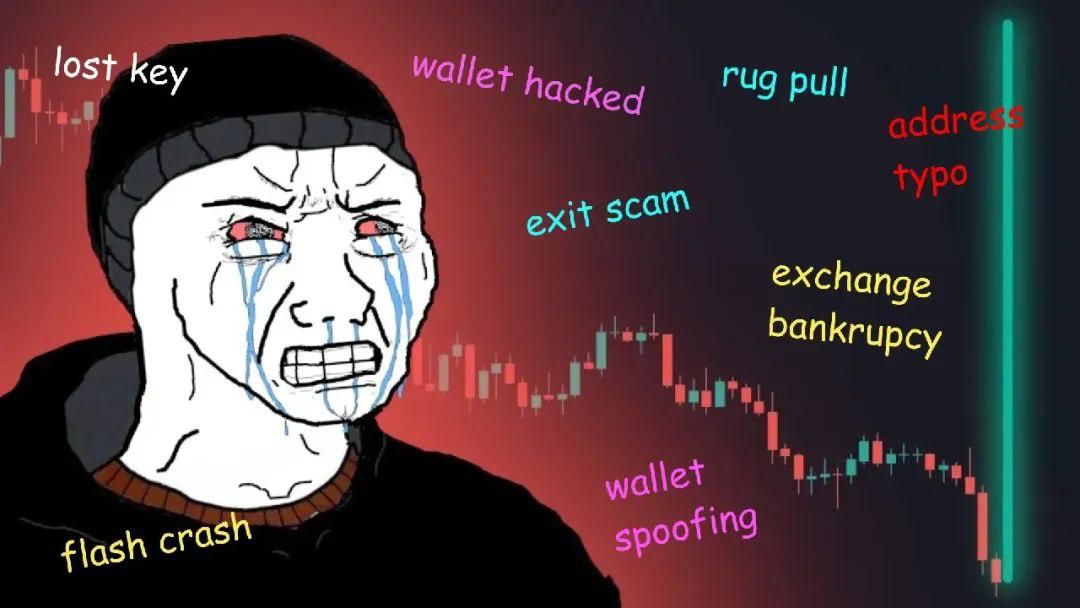 lost key
wallet hacked
rug pull
address
typo
exit scam
exchange
bankrupcy
wallet
spoofing
flash crash